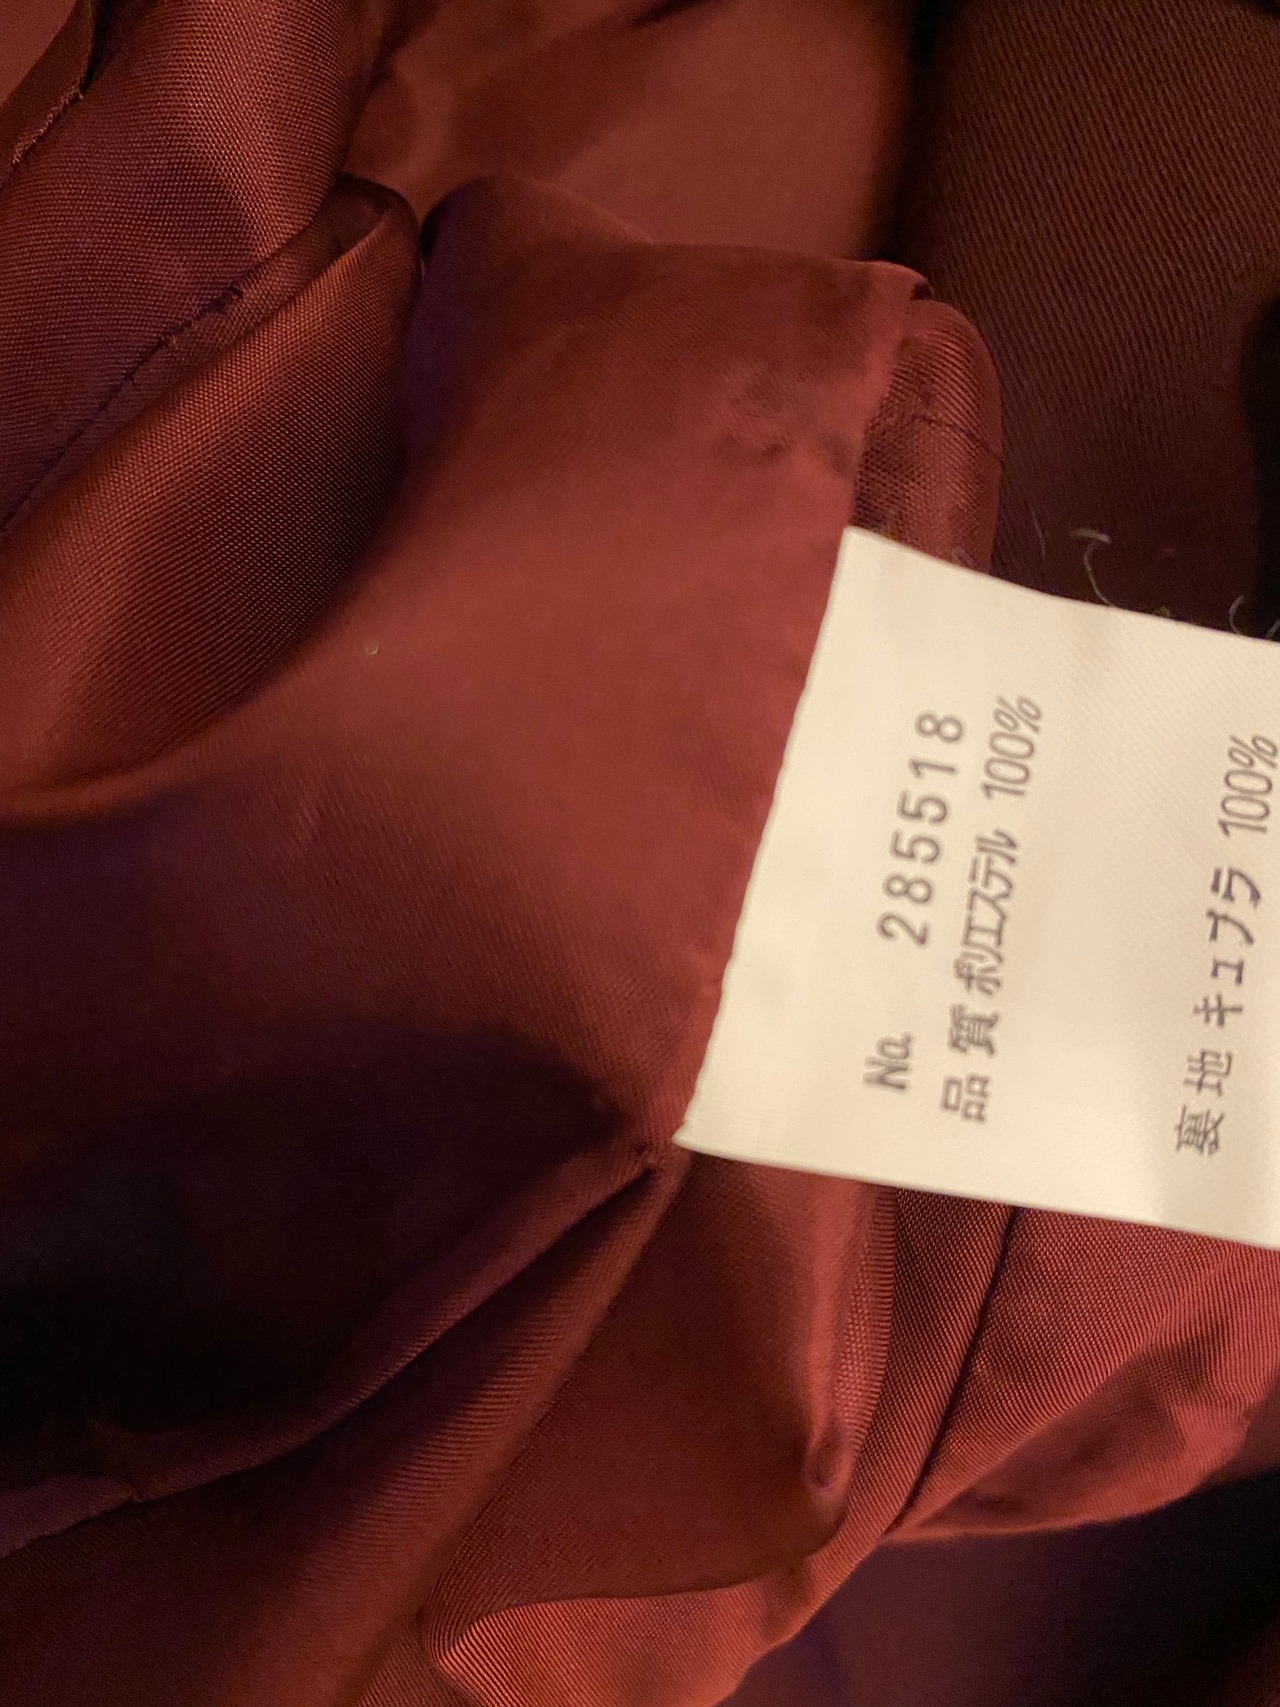 No. 285518
品質 ポリエステル 100%
裏地 キュプラ 100%